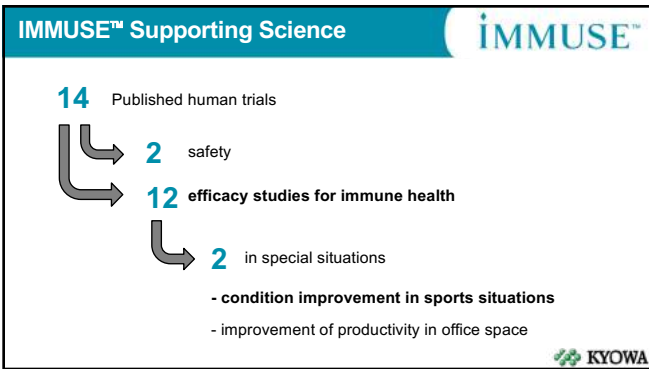 IMMUSE™ Supporting Science
iMMUSE™
14 Published human trials
2 safety
12 efficacy studies for immune health
2 in special situations
- condition improvement in sports situations
- improvement of productivity in office space
KYOWA